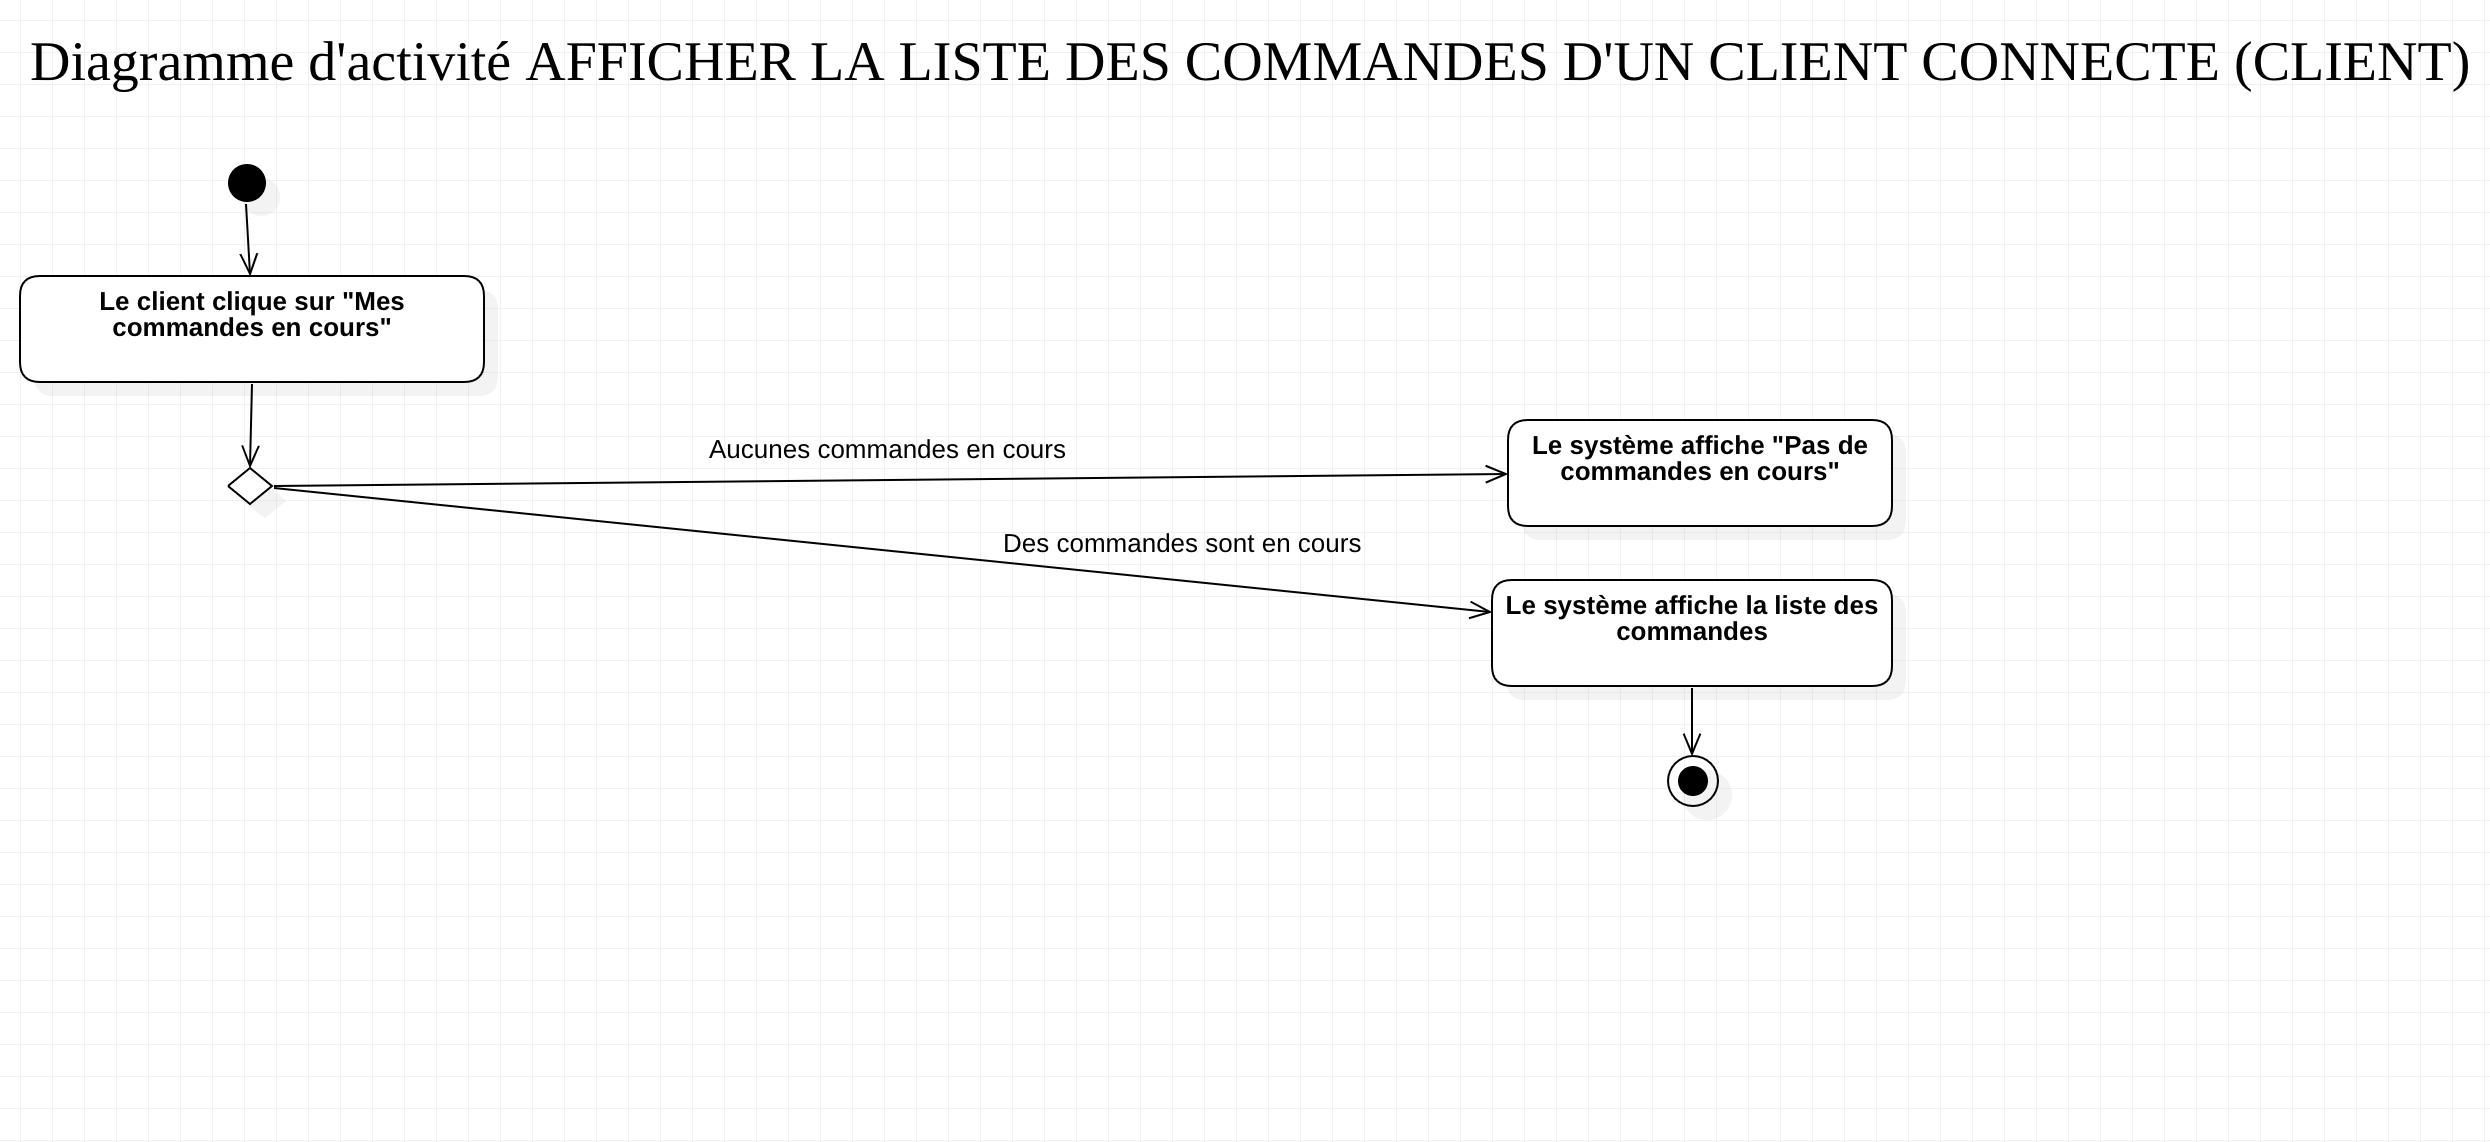 Diagramme d'activité AFFICHER LA LISTE DES COMMANDES D'UN CLIENT CONNECTE (CLIENT)
Le client clique sur "Mes
commandes en cours"
Aucunes commandes en cours
Le système affiche "Pas de
commandes en cours"
Des commandes sont en cours
Le système affiche la liste des
commandes